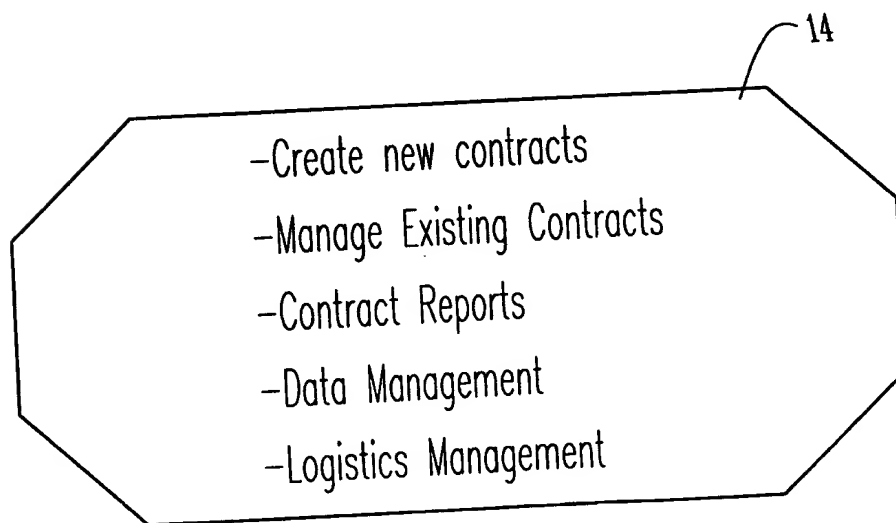 14
-Create new contracts
-Manage Existing Contracts
-Contract Reports
-Data Management
-Logistics Management